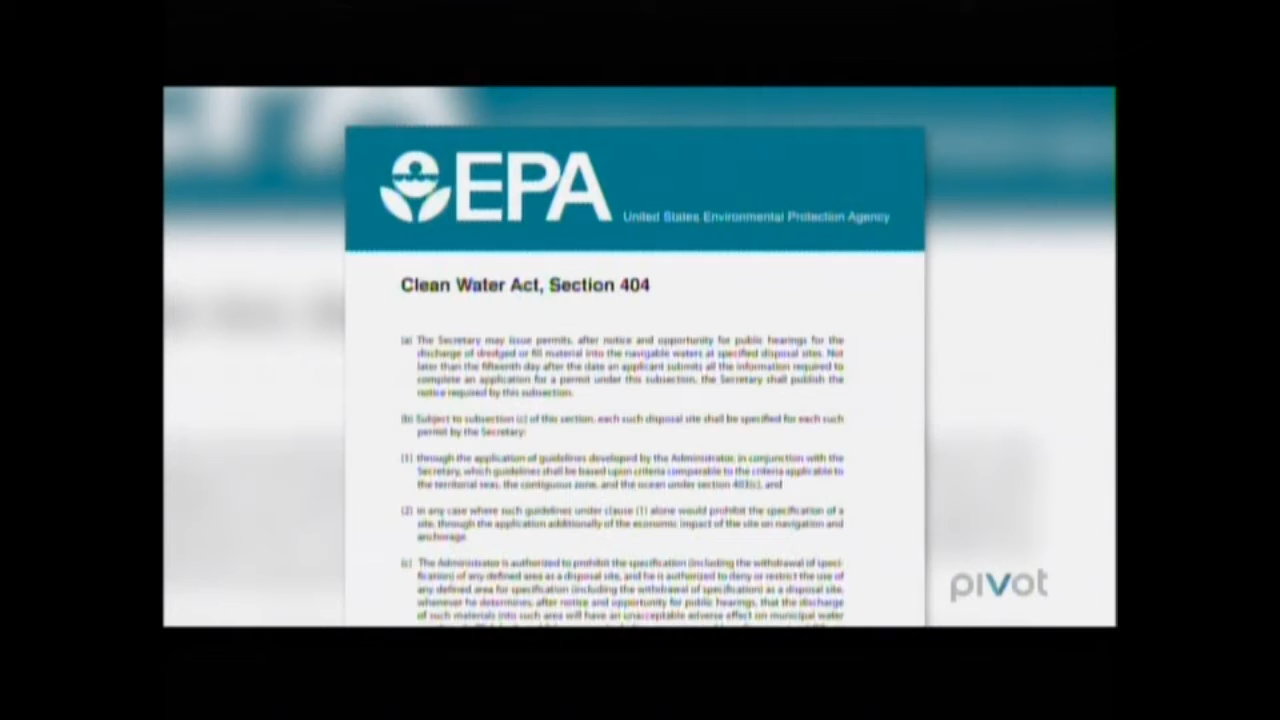 EPA
United States Environmental Protection Agency
Clean Water Act, Section 404
(a) The Secretary may issue permits, after notice and opportunity for public hearings for the
discharge of dredged or fill material into the navigable waters at specified disposal sites. Not
later than the fifteenth day after the date an applicant submits all the information required to
complete an application for a permit under this subsection, the Secretary shall publish the
notice required by this subsection.
(b) Subject to subsection (c) of this section, each such disposal site shall be specified for each such
permit by the Secretary:
(1) through the application of guidelines developed by the Administrator, in conjunction with the
Secretary, which guidelines shall be based upon criteria comparable to the criteria applicable to
the territorial seas, the contiguous zone, and the ocean under section 403(c), and
(2) in any case where such guidelines under clause (1) alone would prohibit the specification of a
site, through the application additionally of the economic impact of the site on navigation and
anchorage.
(c) The Administrator is authorized to prohibit the specification (including the withdrawal of speci-
fication) of any defined area as a disposal site, and he is authorized to deny or restrict the use of
any defined area for specification (including the withdrawal of specification) as a disposal site,
whenever he determines, after notice and opportunity for public hearings, that the discharge
of such materials into such area will have an unacceptable adverse effect on municipal water
pivot